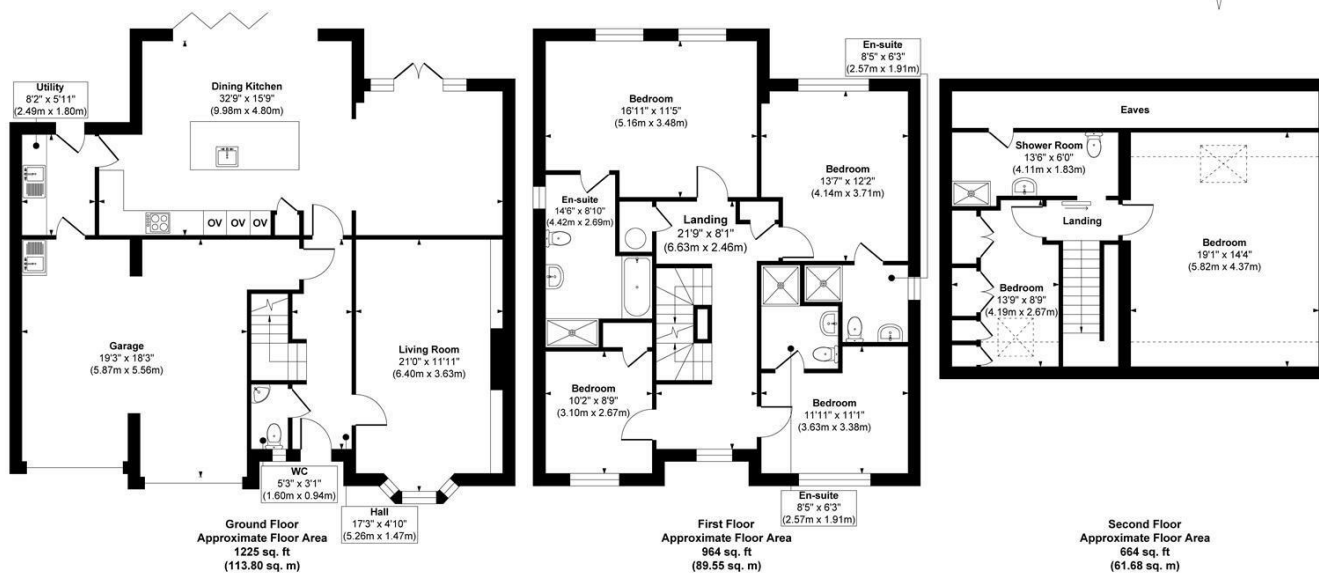 Utility
8'2" x 5'11"
(2.49m x 1.80m)
Dining Kitchen
32'9" x 15'9"
(9.98m x 4.80m)
OV OV OV
Garage
19'3" x 18'3"
(5.87m x 5.56m)
Living Room
21'0" x 11'11"
(6.40m x 3.63m)
WC
5'3" x 3'1"
(1.60m x 0.94m)
Hall
17'3" x 4'10"
(5.26m x 1.47m)
Ground Floor
Approximate Floor Area
1225 sq. ft
(113.80 sq. m)
En-suite
8'5" x 6'3"
(2.57m x 1.91m)
Bedroom
16'11" x 11'5"
(5.16m x 3.48m)
Bedroom
13'7" x 12'2"
(4.14m x 3.71m)
En-suite
14'6" x 8'10"
(4.42m x 2.69m)
Landing
21'9" x 8'1"
(6.63m x 2.46m)
Bedroom
10'2" x 8'9"
(3.10m x 2.67m)
Bedroom
11'11" x 11'1"
(3.63m x 3.38m)
En-suite
8'5" x 6'3"
(2.57m x 1.91m)
First Floor
Approximate Floor Area
964 sq. ft
(89.55 sq. m)
Eaves
Shower Room
13'6" x 6'0"
(4.11m x 1.83m)
Landing
Bedroom
19'1" x 14'4"
(5.82m x 4.37m)
Bedroom
13'9" x 8'9"
(4.19m x 2.67m)
Second Floor
Approximate Floor Area
664 sq. ft
(61.68 sq. m)